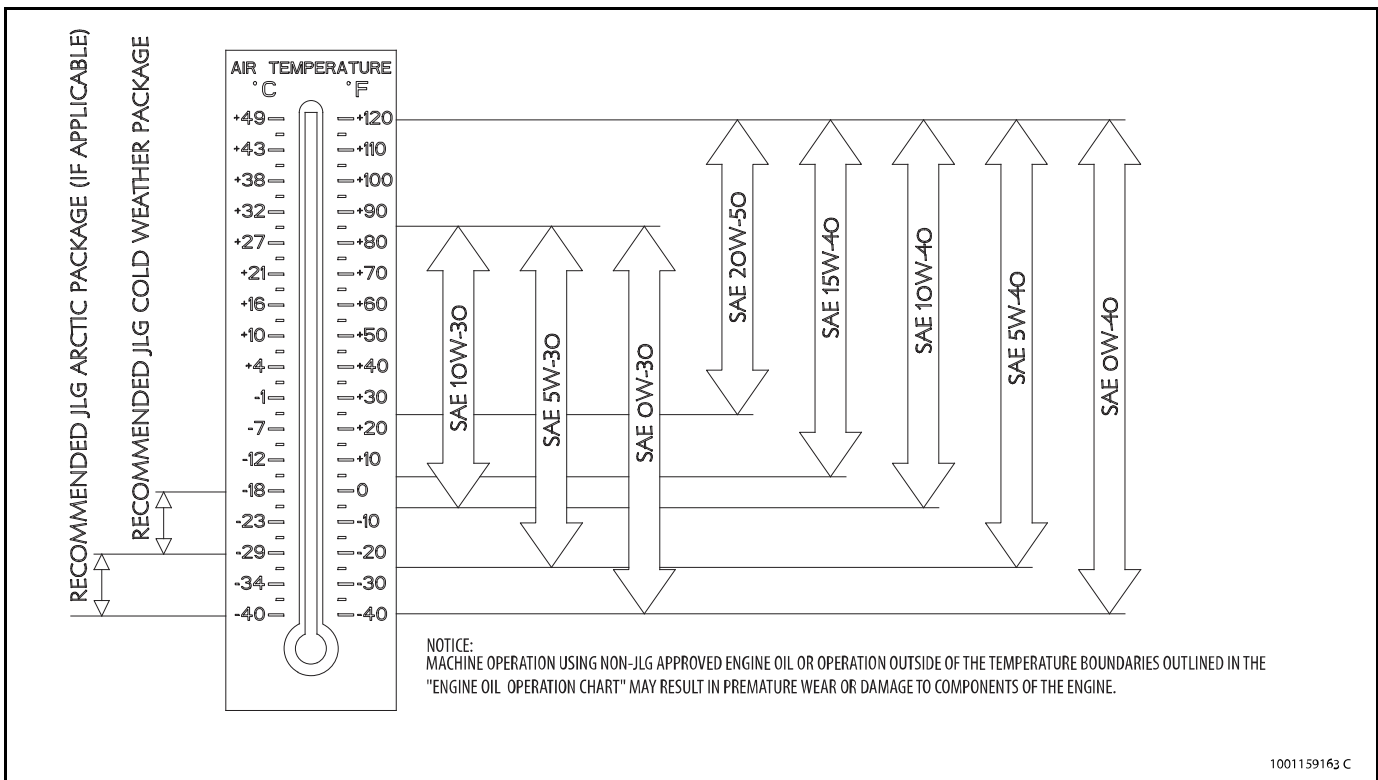 RECOMMENDED JLG ARCTIC PACKAGE (IF APPLICABLE)
RECOMMENDED JLG COLD WEATHER PACKAGE
AIR TEMPERATURE
°C °F
+49 +120
+43 +110
+38 +100
+32 +90
+27 +80
+21 +70
+16 +60
+10 +50
+4 +40
-1 +30
-7 +20
-12 +10
-18 0
-23 -10
-29 -20
-34 -30
-40 -40
SAE 10W-30
SAE 5W-30
SAE 0W-30
SAE 20W-50
SAE 15W-40
SAE 10W-40
SAE 5W-40
SAE 0W-40
NOTICE:
MACHINE OPERATION USING NON-JLG APPROVED ENGINE OIL OR OPERATION OUTSIDE OF THE TEMPERATURE BOUNDARIES OUTLINED IN THE
"ENGINE OIL OPERATION CHART" MAY RESULT IN PREMATURE WEAR OR DAMAGE TO COMPONENTS OF THE ENGINE.
1001159163 C